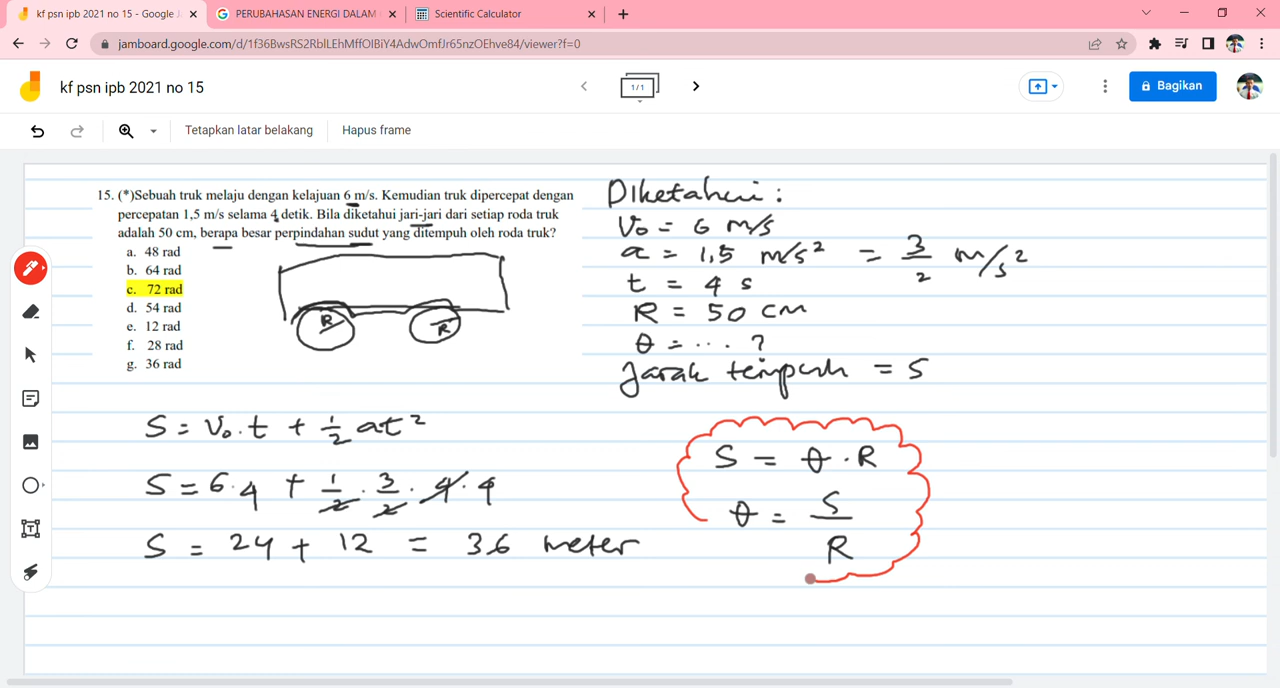 kf psn ipb 2021 no 15 - Google J
PERUBAHASAN ENERGI DALAM
Scientific Calculator
jamboard.google.com/d/1f36BwsRS2RblLEhMffOIBiY4AdwOmfJr65nzOEhve84/viewer?f=0
kf psn ipb 2021 no 15
1/1
Bagikan
Tetapkan latar belakang
Hapus frame
15. (*)Sebuah truk melaju dengan kelajuan 6 m/s. Kemudian truk dipercepat dengan
percepatan 1,5 m/s selama 4 detik. Bila diketahui jari-jari dari setiap roda truk
adalah 50 cm, berapa besar perpindahan sudut yang ditempuh oleh roda truk?
a. 48 rad
b. 64 rad
c. 72 rad
d. 54 rad
e. 12 rad
f. 28 rad
g. 36 rad
R R
Diketahui :
V₀ = 6 m/s
a = 1,5 m/s² = 3/2 m/s²
t = 4 s
R = 50 cm
θ = ... ?
Jarak tempuh = S
S = V₀.t + 1/2 at²
S = 6.4 + 1/2 . 3/2 . 4 . 4
S = 24 + 12 = 36 meter
S = θ . R
θ = S/R